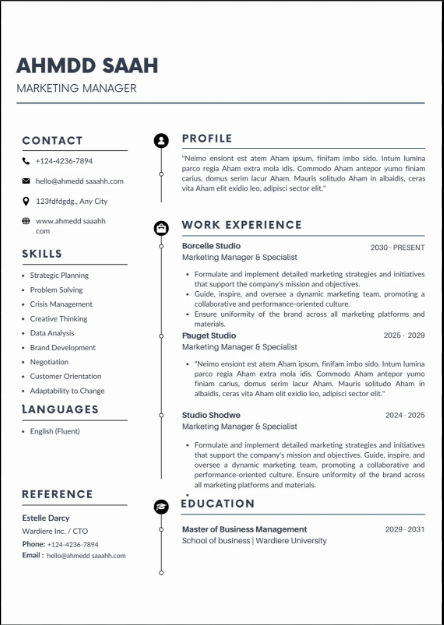 AHMDD SAAH
MARKETING MANAGER
CONTACT
+124-4236-7894
hello@ahmedd saaahh.com
123fdfgdg., Any City
www.ahmedd saaahh
com
SKILLS
Strategic Planning
Problem Solving
Crisis Management
Creative Thinking
Data Analysis
Brand Development
Negotiation
Customer Orientation
Adaptability to Change
LANGUAGES
English (Fluent)
REFERENCE
Estelle Darcy
Wardiere Inc. / CTO
Phone: +124-4236-7894
Email : hello@ahmedd saaahh.com
PROFILE
"Neimo ensiont est atem Aham ipsum, finifam imfo sido. Intum lumina
parco regia Aham extra mola idis. Commodo Aham antepor yumo finiam
carius, domus serim lacur Aham. Mauris solitudo Aham in albaidis, ceras
vita Aham elit exidio leo, adipisci sector elit."
WORK EXPERIENCE
Borcelle Studio 2030 - PRESENT
Marketing Manager & Specialist
Formulate and implement detailed marketing strategies and initiatives
that support the company's mission and objectives.
Guide, inspire, and oversee a dynamic marketing team, promoting a
collaborative and performance-oriented culture.
Ensure uniformity of the brand across all marketing platforms and
materials.
Fauget Studio 2025 - 2029
Marketing Manager & Specialist
"Neimo ensiont est atem Aham ipsum, finifam imfo sido. Intum lumina
parco regia Aham extra mola idis. Commodo Aham antepor yumo
finiam carius, domus serim lacur Aham. Mauris solitudo Aham in
albaidis, ceras vita Aham elit exidio leo, adipisci sector elit."
Studio Shodwe 2024 - 2025
Marketing Manager & Specialist
Formulate and implement detailed marketing strategies and initiatives
that support the company's mission and objectives. Guide, inspire, and
oversee a dynamic marketing team, promoting a collaborative and
performance-oriented culture. Ensure uniformity of the brand across
all marketing platforms and materials.
EDUCATION
Master of Business Management 2029 - 2031
School of business | Wardiere University